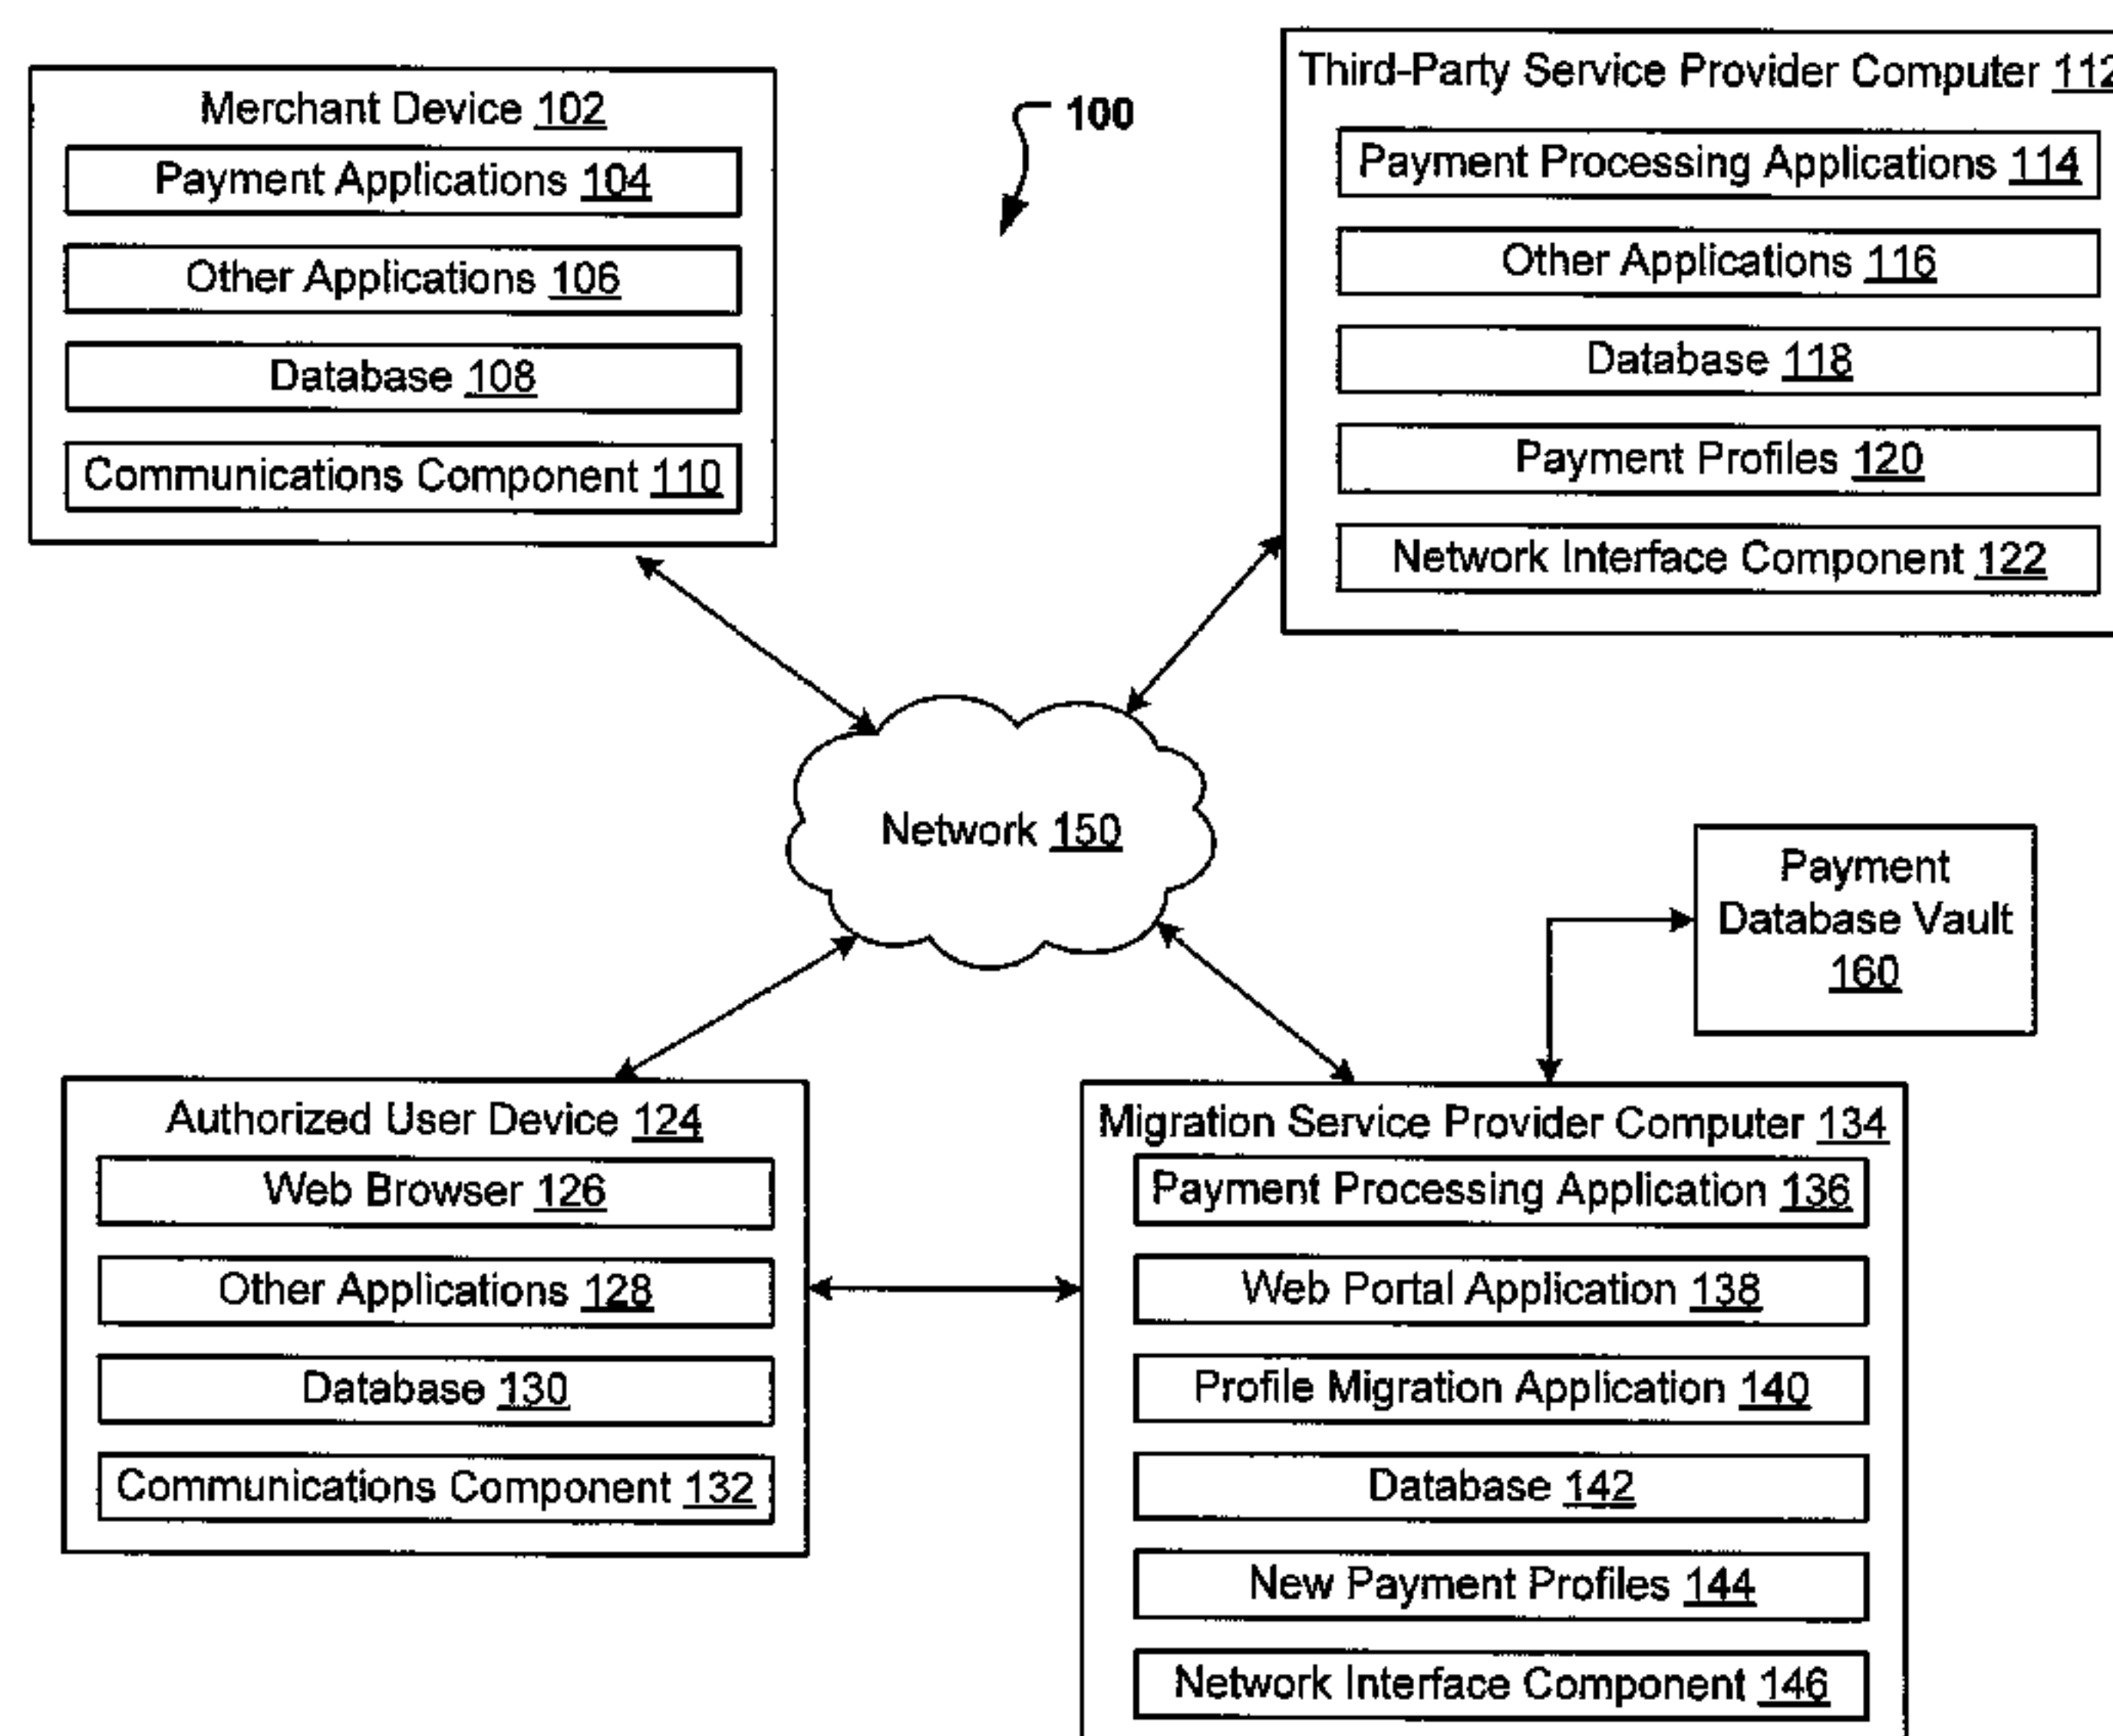 Merchant Device 102
Payment Applications 104
Other Applications 106
Database 108
Communications Component 110
100
Third-Party Service Provider Computer 112
Payment Processing Applications 114
Other Applications 116
Database 118
Payment Profiles 120
Network Interface Component 122
Network 150
Payment
Database Vault
160
Authorized User Device 124
Web Browser 126
Other Applications 128
Database 130
Communications Component 132
Migration Service Provider Computer 134
Payment Processing Application 136
Web Portal Application 138
Profile Migration Application 140
Database 142
New Payment Profiles 144
Network Interface Component 146